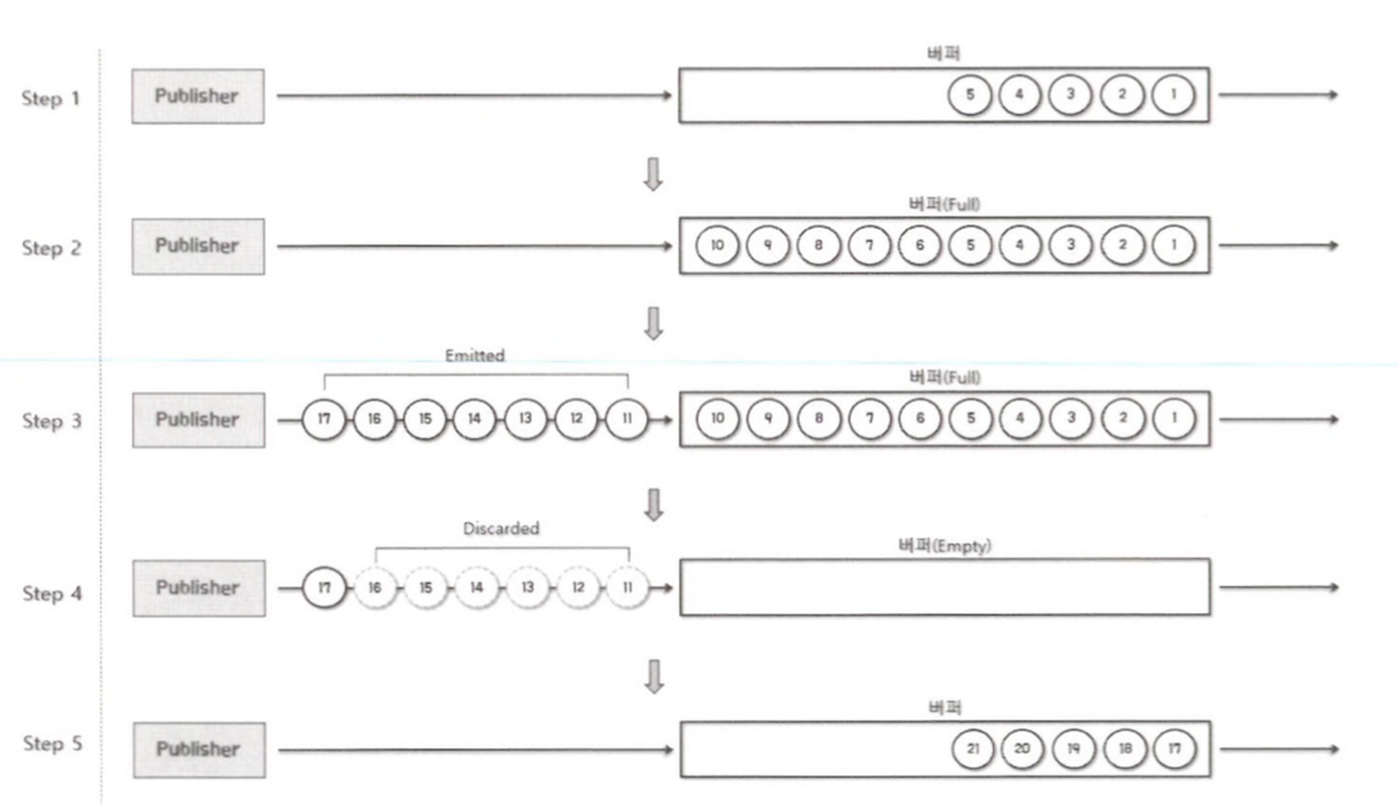 버퍼
Step 1 Publisher 5 4 3 2 1
버퍼(Full)
Step 2 Publisher 10 9 8 7 6 5 4 3 2 1
Emitted
버퍼(Full)
Step 3 Publisher 17 16 15 14 13 12 11 10 9 8 7 6 5 4 3 2 1
Discarded
버퍼(Empty)
Step 4 Publisher 17 16 15 14 13 12 11
버퍼
Step 5 Publisher 21 20 19 18 17